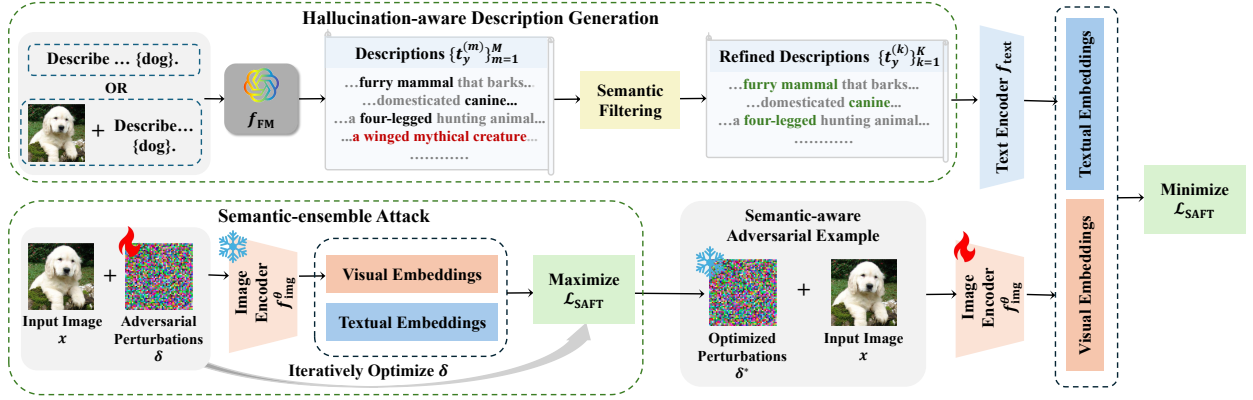 Hallucination-aware Description Generation
Describe … {dog}.
OR
+ Describe…
{dog}.
f_FM
Descriptions {t_y^(m)}_{m=1}^M
…furry mammal that barks…
…domesticated canine…
…a four-legged hunting animal…
…a winged mythical creature…
…………
Semantic
Filtering
Refined Descriptions {t_y^(k)}_{k=1}^K
…furry mammal that barks…
…domesticated canine…
…a four-legged hunting animal…
…………
Text Encoder f_text
Textual Embeddings
Visual Embeddings
Minimize
ℒ_SAFT
Semantic-ensemble Attack
+
Input Image
x
Adversarial
Perturbations
δ
Image
Encoder
f_img^θ
Visual Embeddings
Textual Embeddings
Maximize
ℒ_SAFT
Iteratively Optimize δ
Semantic-aware
Adversarial Example
+
Optimized
Perturbations
δ*
Input Image
x
Image
Encoder
f_img^θ